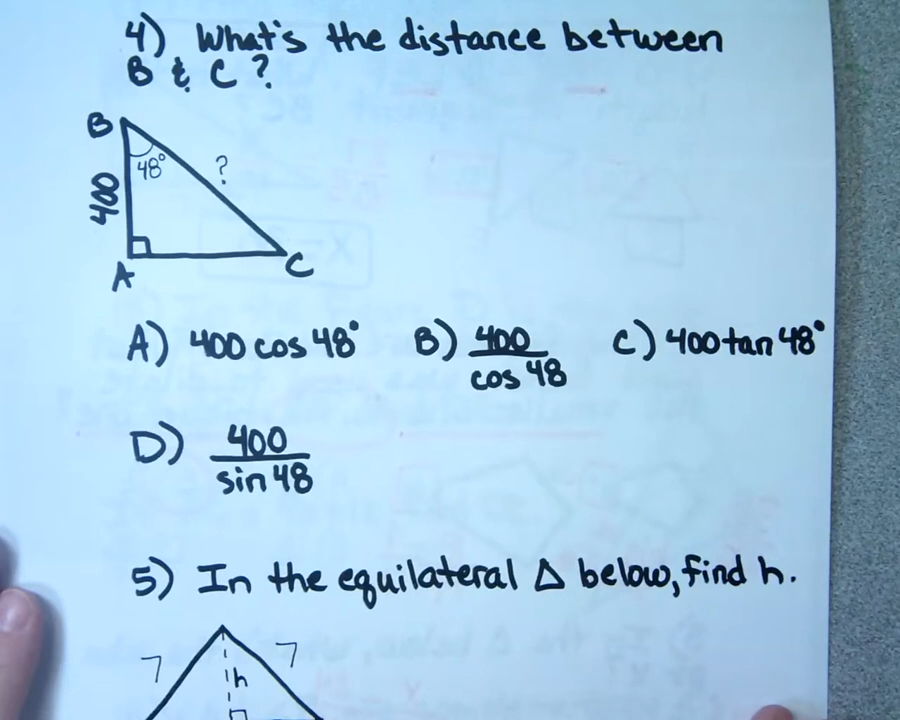 4) What's the distance between
B & C ?
B
48°
?
400
A
C
A) 400 cos 48° B) 400/cos 48 C) 400 tan 48°
D) 400/sin 48
5) In the equilateral Δ below, find h.
7 7
h